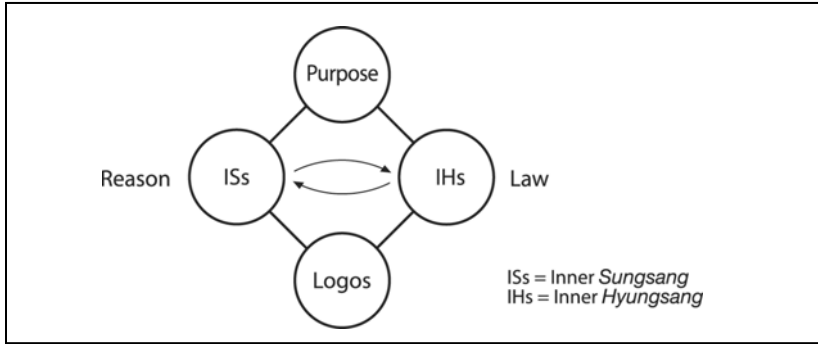 Purpose
Reason ISs IHs Law
Logos
ISs = Inner Sungsang
IHs = Inner Hyungsang